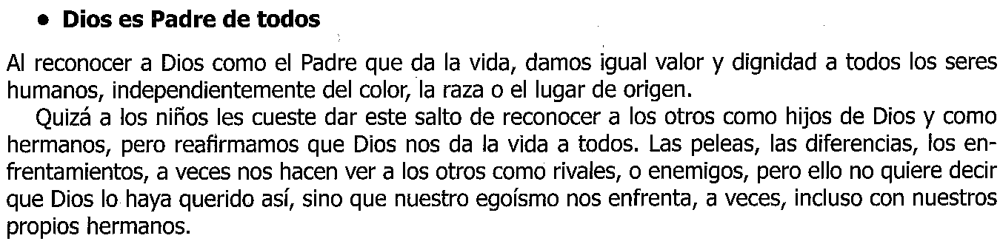 • Dios es Padre de todos
Al reconocer a Dios como el Padre que da la vida, damos igual valor y dignidad a todos los seres
humanos, independientemente del color, la raza o el lugar de origen.
Quizá a los niños les cueste dar este salto de reconocer a los otros como hijos de Dios y como
hermanos, pero reafirmamos que Dios nos da la vida a todos. Las peleas, las diferencias, los en-
frentamientos, a veces nos hacen ver a los otros como rivales, o enemigos, pero ello no quiere decir
que Dios lo haya querido así, sino que nuestro egoísmo nos enfrenta, a veces, incluso con nuestros
propios hermanos.